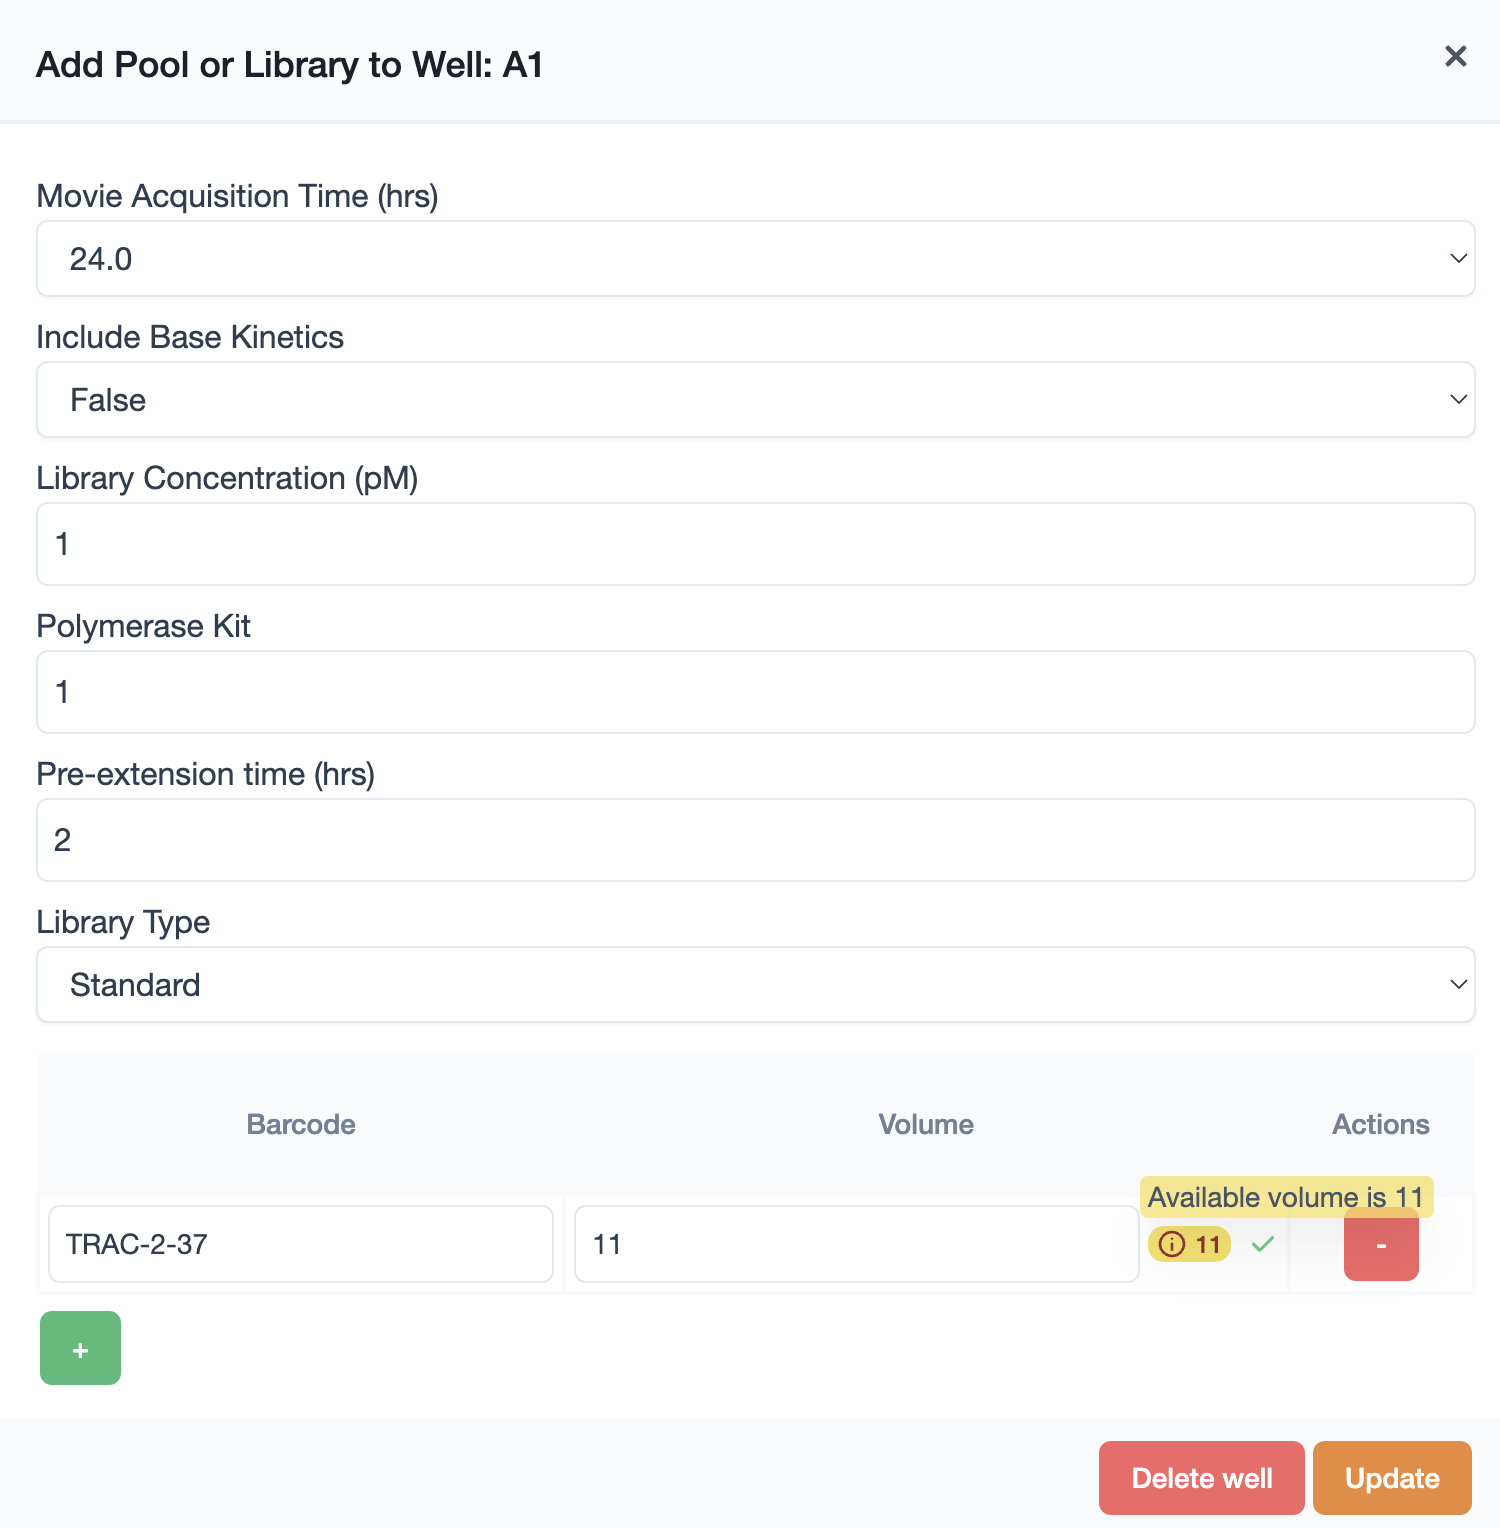 Add Pool or Library to Well: A1
Movie Acquisition Time (hrs)
24.0
Include Base Kinetics
False
Library Concentration (pM)
1
Polymerase Kit
1
Pre-extension time (hrs)
2
Library Type
Standard
Barcode Volume Actions
Available volume is 11
TRAC-2-37 11 11 -
+
Delete well Update